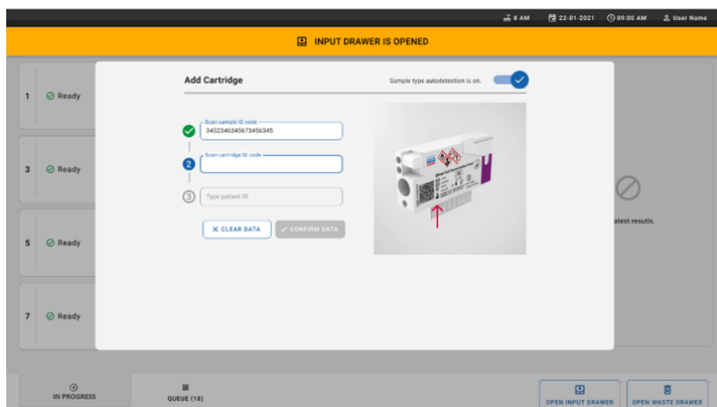 8 AM 22-01-2021 09:00 AM User Name
INPUT DRAWER IS OPENED
Add Cartridge
Sample type autodetection is on.
1 Ready
Scan sample ID code
3452346345673456345
Scan cartridge ID code
2
3 Ready
3 Type patient ID
atest resutls.
CLEAR DATA CONFIRM DATA
5 Ready
7 Ready
IN PROGRESS
QUEUE (18)
OPEN INPUT DRAWER
OPEN WASTE DRAWER